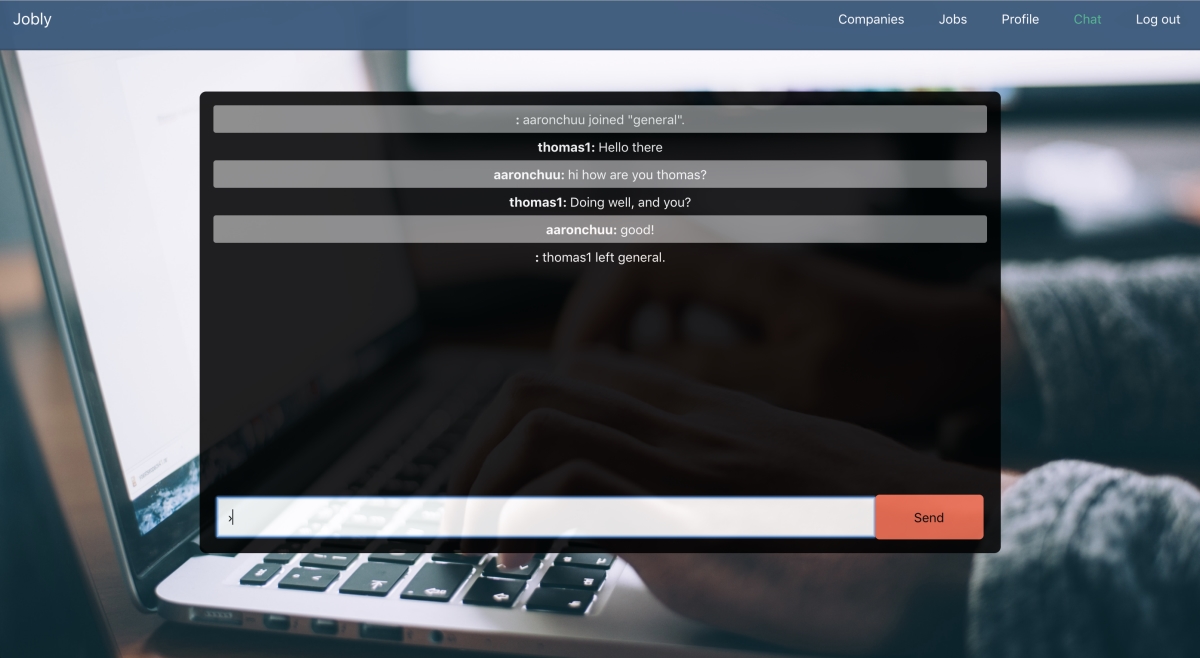 Jobly
Companies Jobs Profile Chat Log out
: aaronchuu joined "general".
thomas1: Hello there
aaronchuu: hi how are you thomas?
thomas1: Doing well, and you?
aaronchuu: good!
: thomas1 left general.
Send